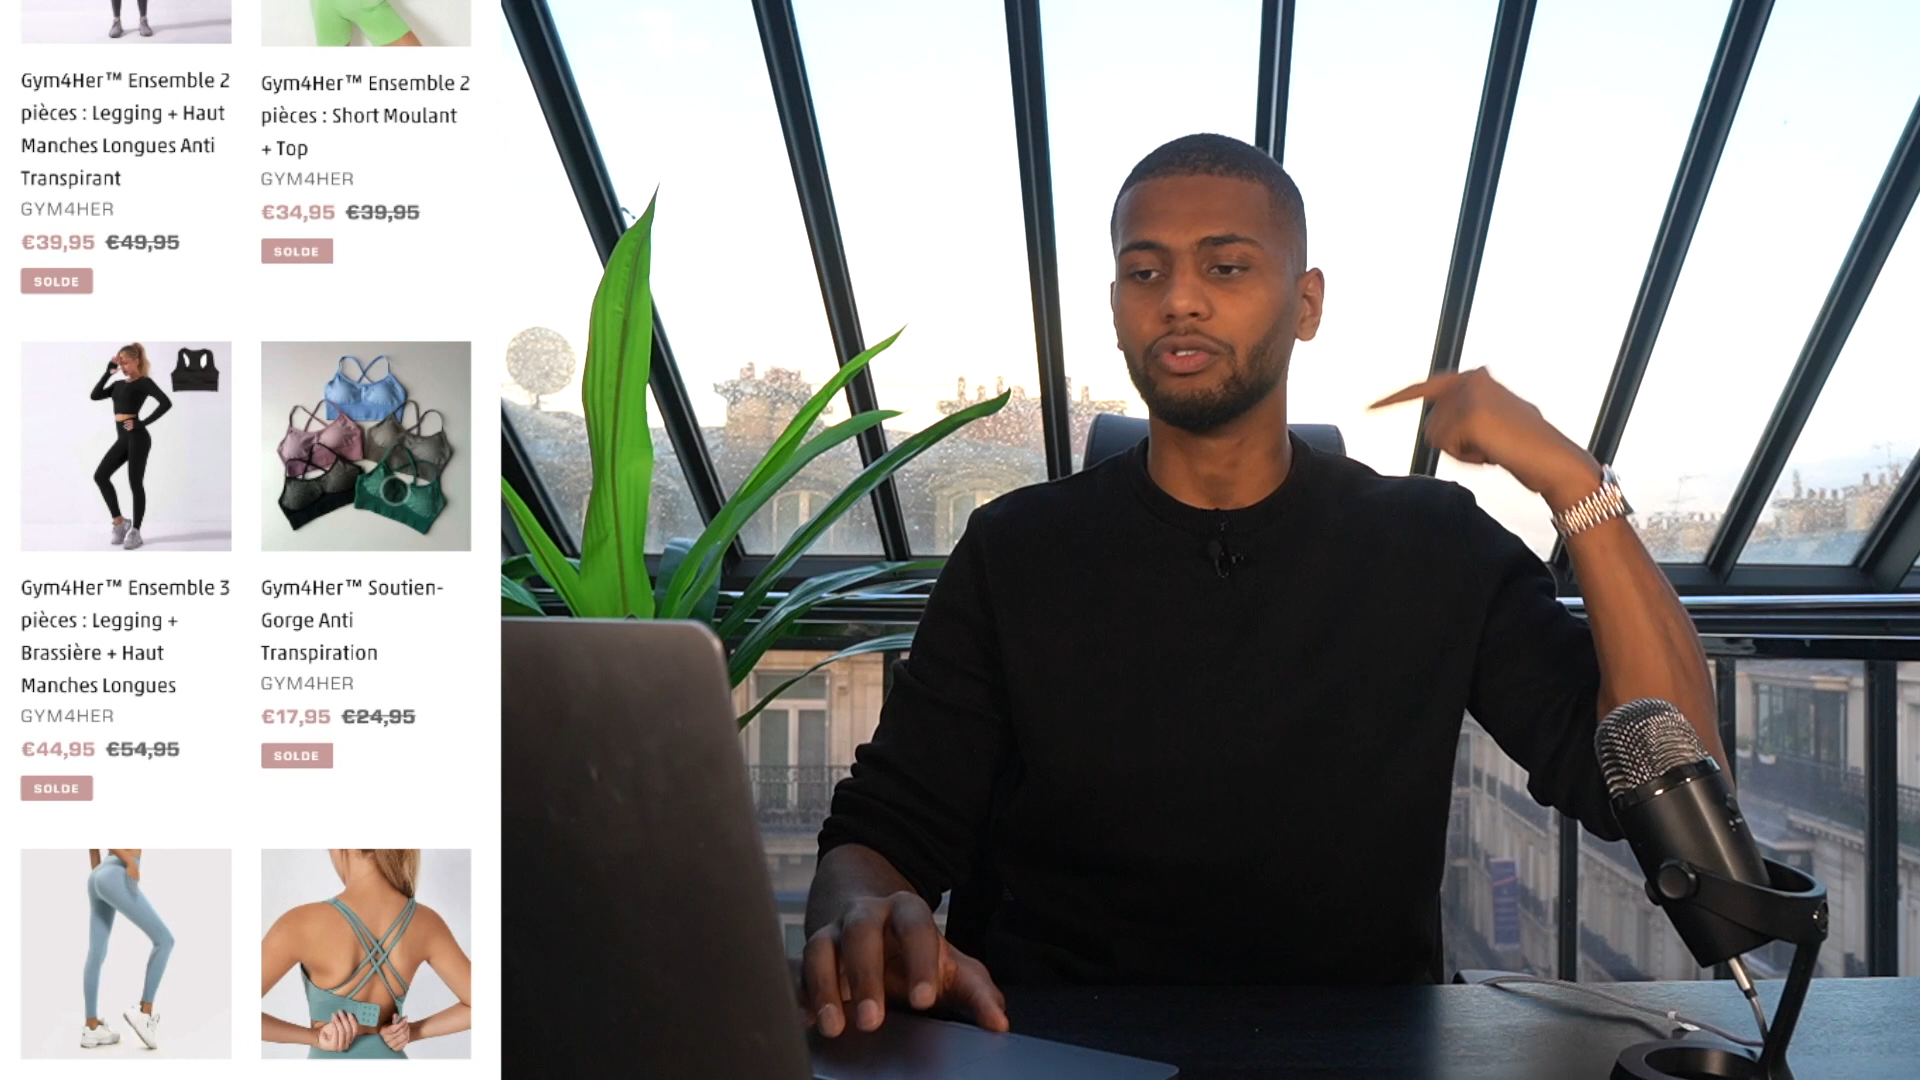 Gym4Her™ Ensemble 2
pièces : Legging + Haut
Manches Longues Anti
Transpirant
GYM4HER
€39,95 €49,95
SOLDE
Gym4Her™ Ensemble 2
pièces : Short Moulant
+ Top
GYM4HER
€34,95 €39,95
SOLDE
Gym4Her™ Ensemble 3
pièces : Legging +
Brassière + Haut
Manches Longues
GYM4HER
€44,95 €54,95
SOLDE
Gym4Her™ Soutien-
Gorge Anti
Transpiration
GYM4HER
€17,95 €24,95
SOLDE